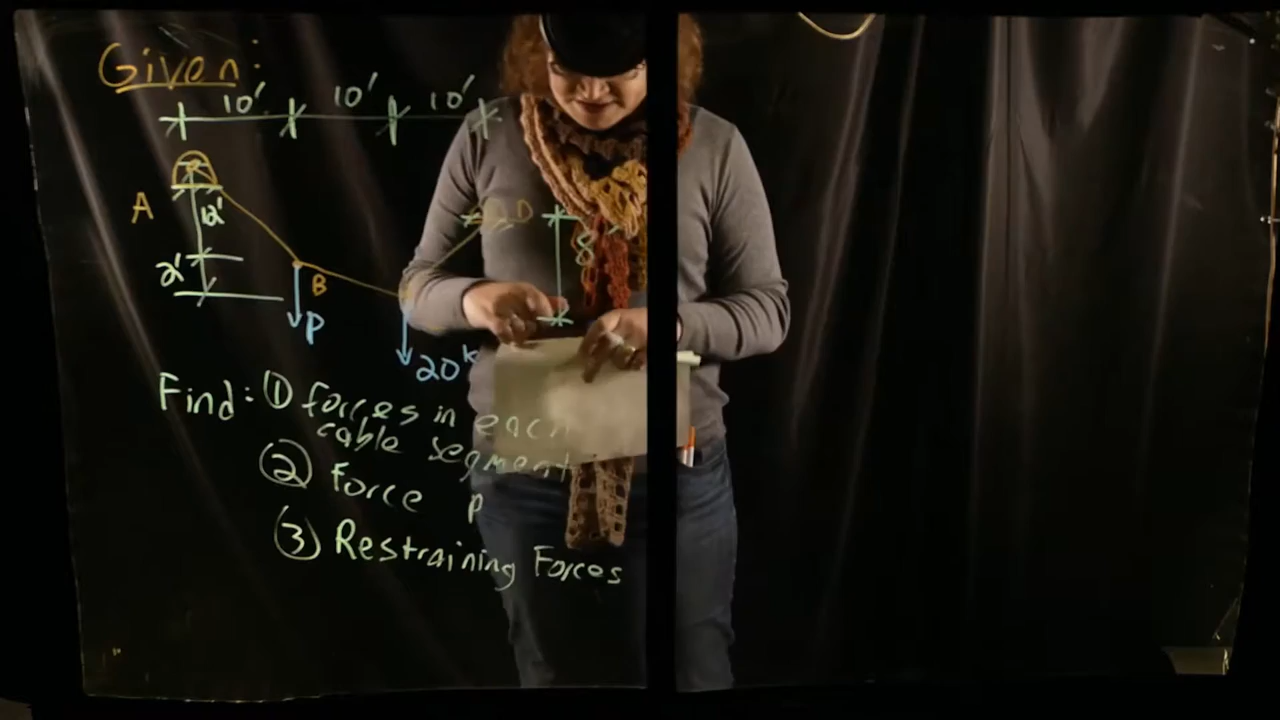 Given:
10' 10' 10'
A
12'
D
8'
2'
B
P
20k
Find: ① forces in each
cable segment
② Force P
③ Restraining Forces